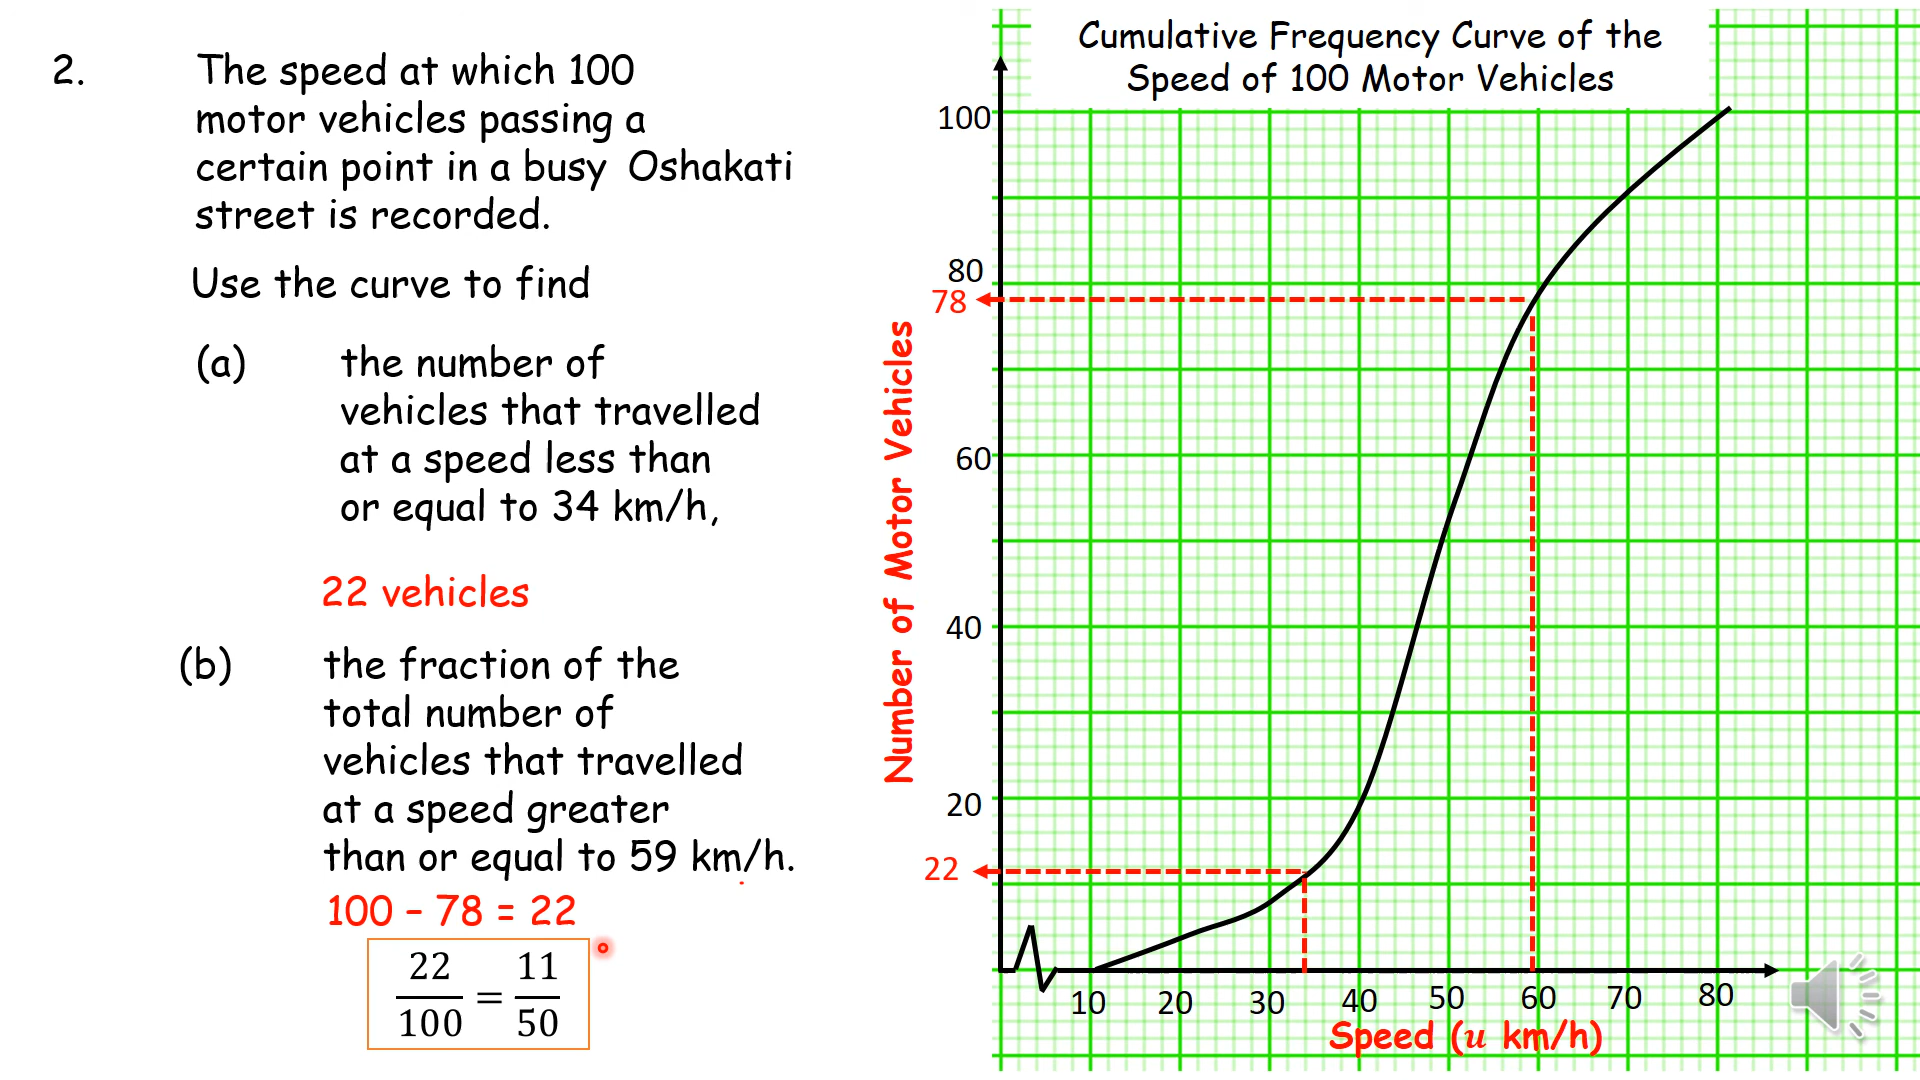 2. The speed at which 100
motor vehicles passing a
certain point in a busy Oshakati
street is recorded.
Use the curve to find
(a) the number of
vehicles that travelled
at a speed less than
or equal to 34 km/h,
22 vehicles
(b) the fraction of the
total number of
vehicles that travelled
at a speed greater
than or equal to 59 km/h.
100 – 78 = 22
22/100 = 11/50
Cumulative Frequency Curve of the
Speed of 100 Motor Vehicles
Number of Motor Vehicles
100
80
78
60
40
20
22
10 20 30 40 50 60 70 80
Speed (u km/h)